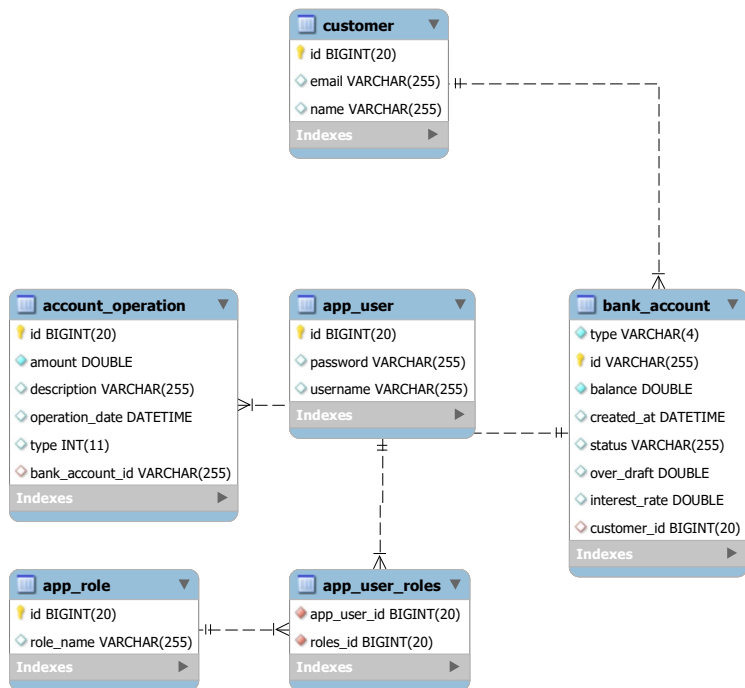 customer
id BIGINT(20)
email VARCHAR(255)
name VARCHAR(255)
Indexes
account_operation
id BIGINT(20)
amount DOUBLE
description VARCHAR(255)
operation_date DATETIME
type INT(11)
bank_account_id VARCHAR(255)
Indexes
app_user
id BIGINT(20)
password VARCHAR(255)
username VARCHAR(255)
Indexes
bank_account
type VARCHAR(4)
id VARCHAR(255)
balance DOUBLE
created_at DATETIME
status VARCHAR(255)
over_draft DOUBLE
interest_rate DOUBLE
customer_id BIGINT(20)
Indexes
app_role
id BIGINT(20)
role_name VARCHAR(255)
Indexes
app_user_roles
app_user_id BIGINT(20)
roles_id BIGINT(20)
Indexes